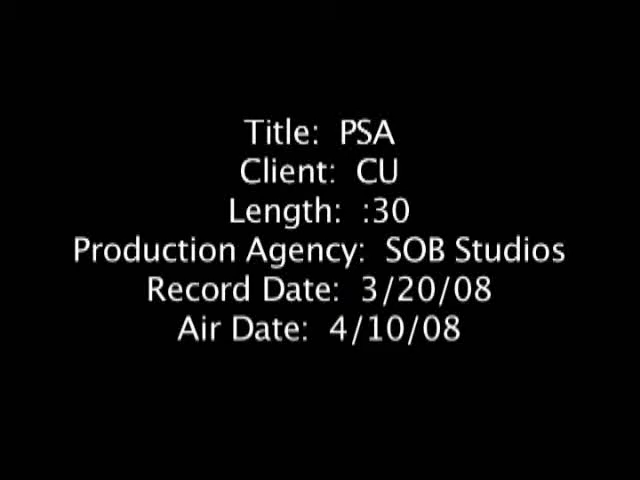 Title: PSA
Client: CU
Length: :30
Production Agency: SOB Studios
Record Date: 3/20/08
Air Date: 4/10/08